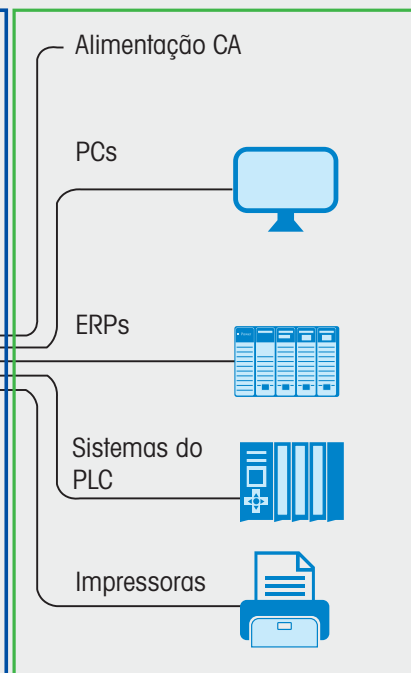 Alimentação CA
PCs
ERPs
Sistemas do
PLC
Impressoras